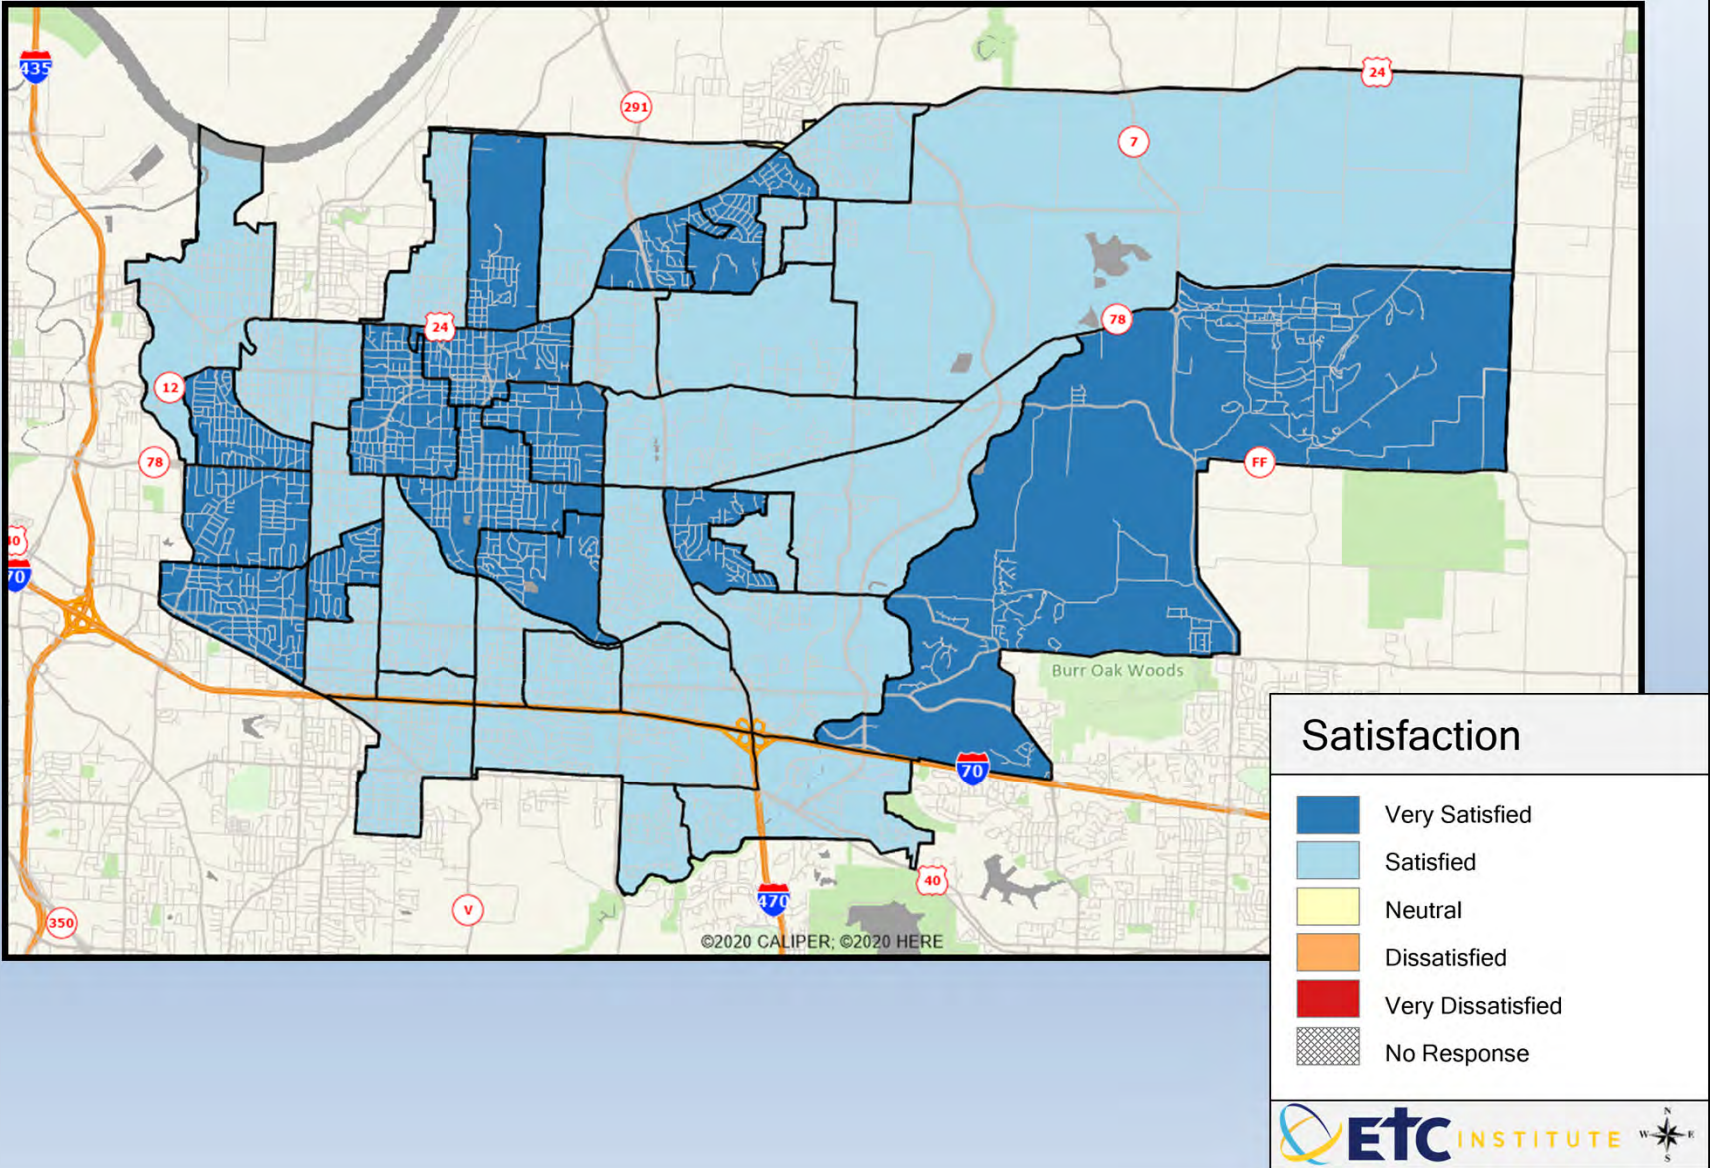 435
291
24
7
24
78
12
78
FF
40
70
Burr Oak Woods
70
40
470
V
350
©2020 CALIPER; ©2020 HERE
Satisfaction
Very Satisfied
Satisfied
Neutral
Dissatisfied
Very Dissatisfied
No Response
ETC INSTITUTE
N
W E
S